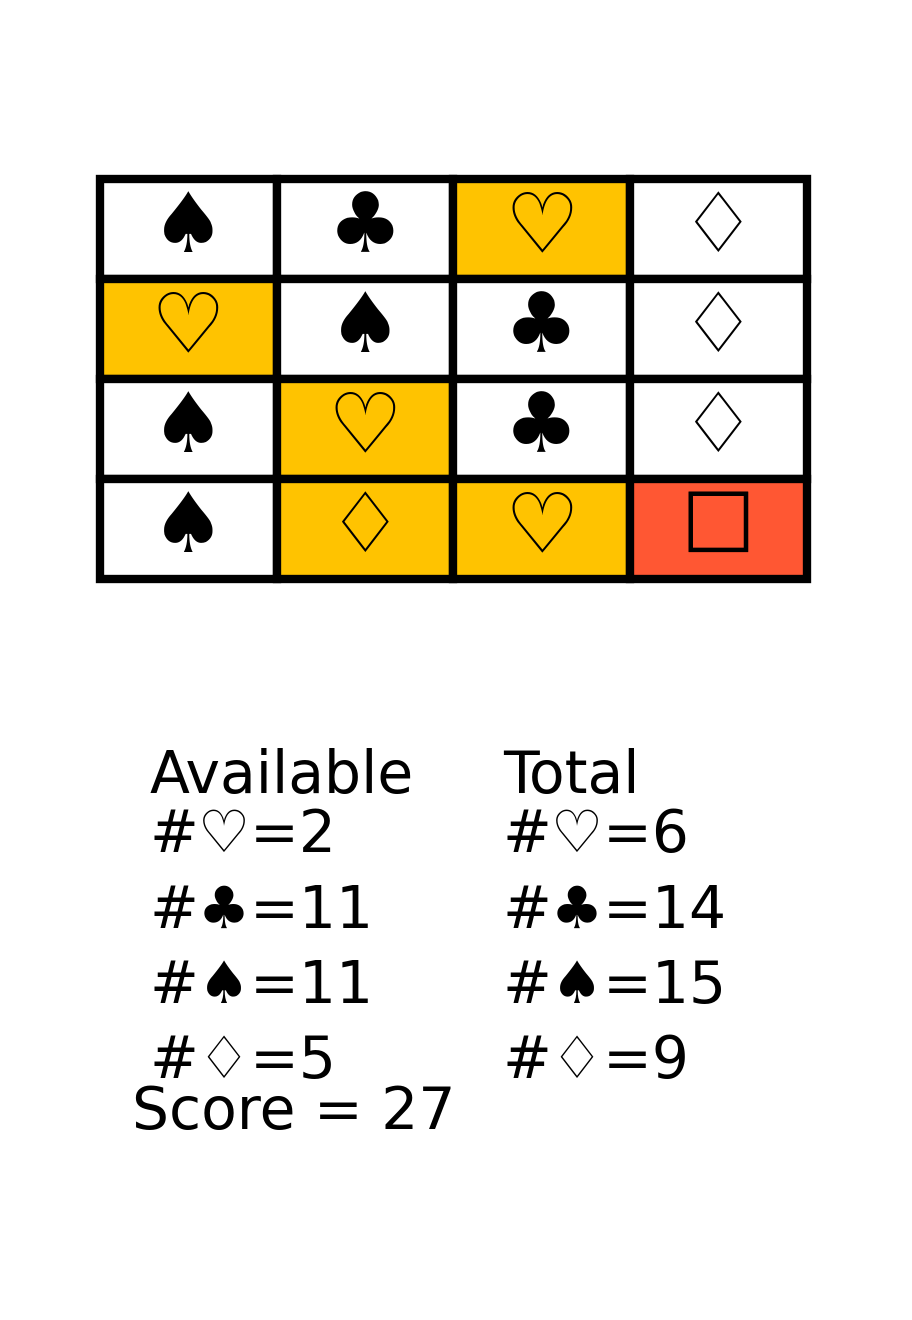 ♠ ♣ ♡ ♢
♡ ♠ ♣ ♢
♠ ♡ ♣ ♢
♠ ♢ ♡ □
Available Total
#♡=2 #♡=6
#♣=11 #♣=14
#♠=11 #♠=15
#♢=5 #♢=9
Score = 27